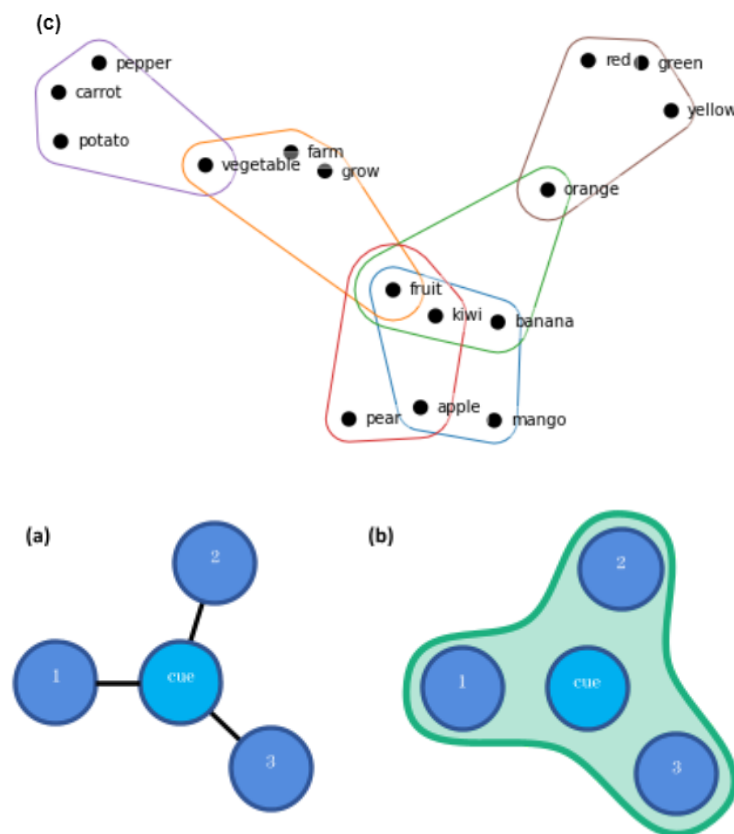 (c)
pepper
carrot
potato
vegetable
farm
grow
red
green
yellow
orange
fruit
kiwi
banana
pear
apple
mango
(a)
2
1
cue
3
(b)
2
1
cue
3